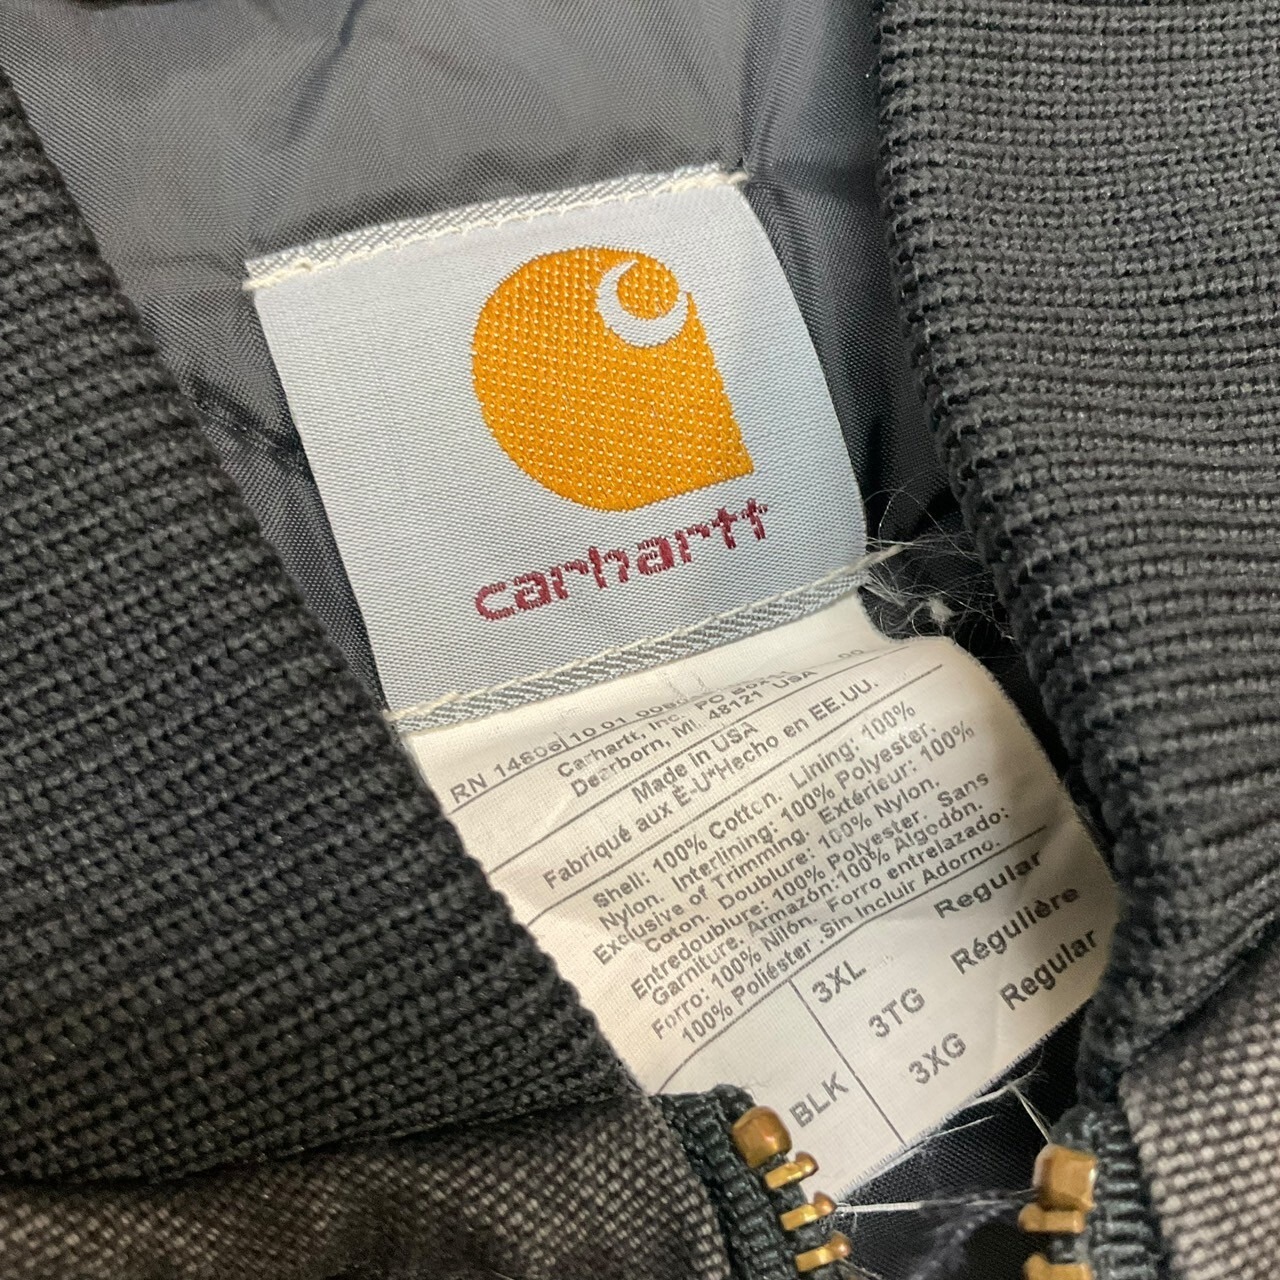 carhartt
RN 14806 10 01
Carhartt, Inc. PO BOX
Dearborn, MI. 48121 USA
Made in USA
Fabriqué aux É-U*Hecho en EE.UU.
Shell: 100% Cotton. Lining: 100%
Nylon. Interlining: 100% Polyester.
Exclusive of Trimming. Extérieur: 100%
Coton. Doublure: 100% Nylon.
Entredoublure: 100% Polyester. Sans
Garniture. Armazón:100% Algodón.
Forro: 100% Nilón. Forro entrelazado:
100% Poliéster .Sin Incluir Adorno.
3XL Regular
3TG Régulière
BLK 3XG Regular